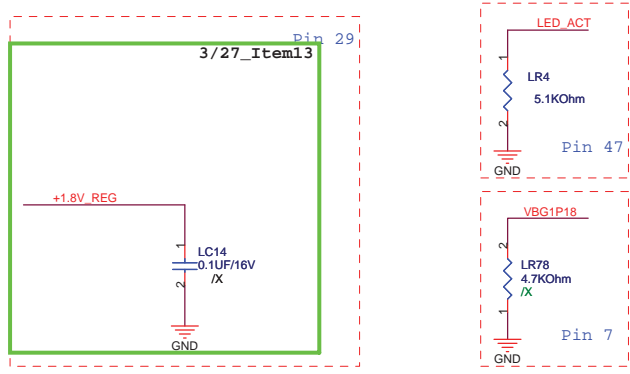 Pin 29
3/27_Item13
+1.8V_REG
1
LC14
0.1UF/16V
/X
2
GND
LED_ACT
1
LR4
5.1KOhm
2
Pin 47
GND
VBG1P18
2
LR78
4.7KOhm
/X
1
Pin 7
GND